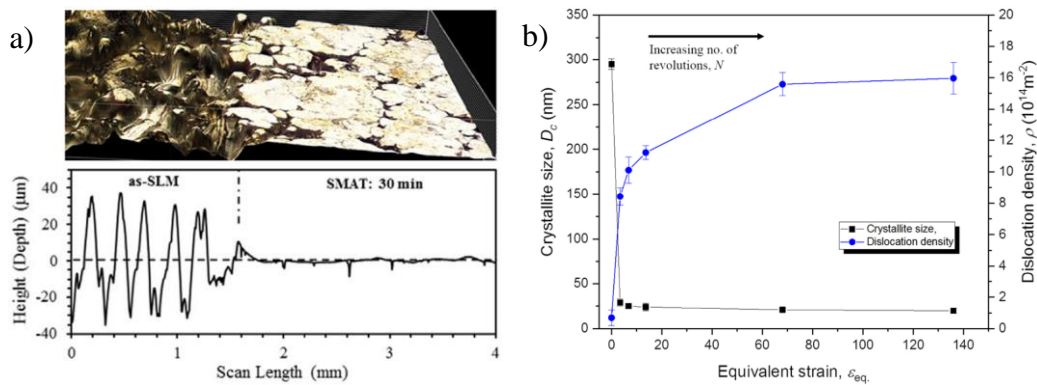 a)
as-SLM
SMAT: 30 min
Height (Depth) (µm)
40
20
0
-20
-40
0
1
2
3
4
Scan Length (mm)
b)
Increasing no. of
revolutions, N
Crystallite size, Dc (nm)
350
300
250
200
150
100
50
0
Crystallite size,
Dislocation density
Dislocation density, ρ (10¹⁴m⁻²)
20
18
16
14
12
10
8
6
4
2
0
0
20
40
60
80
100
120
140
Equivalent strain, εeq.